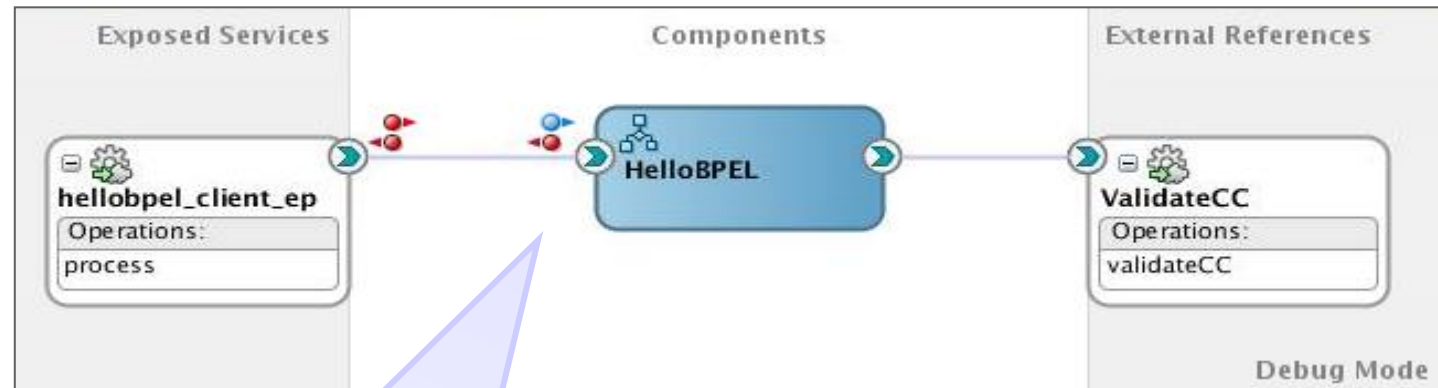 Exposed Services
Components
External References
hellobpel_client_ep
Operations:
process
HelloBPEL
ValidateCC
Operations:
validateCC
Debug Mode